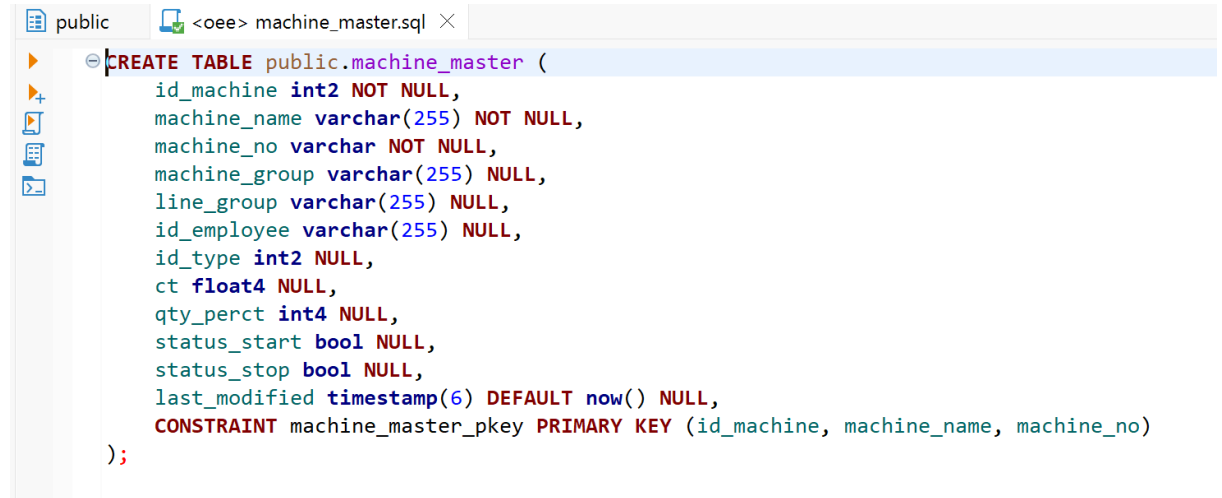 public
<oee> machine_master.sql
CREATE TABLE public.machine_master (
id_machine int2 NOT NULL,
machine_name varchar(255) NOT NULL,
machine_no varchar NOT NULL,
machine_group varchar(255) NULL,
line_group varchar(255) NULL,
id_employee varchar(255) NULL,
id_type int2 NULL,
ct float4 NULL,
qty_perct int4 NULL,
status_start bool NULL,
status_stop bool NULL,
last_modified timestamp(6) DEFAULT now() NULL,
CONSTRAINT machine_master_pkey PRIMARY KEY (id_machine, machine_name, machine_no)
);